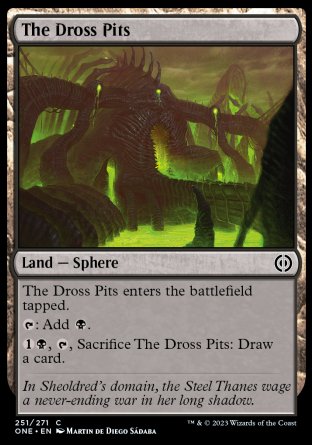 The Dross Pits
Land — Sphere
The Dross Pits enters the battlefield
tapped.
: Add .
1 , , Sacrifice The Dross Pits: Draw
a card.
In Sheoldred's domain, the Steel Thanes wage
a never-ending war in her long shadow.
251/271 C
ONE • EN Martin de Diego Sádaba
™ & © 2023 Wizards of the Coast